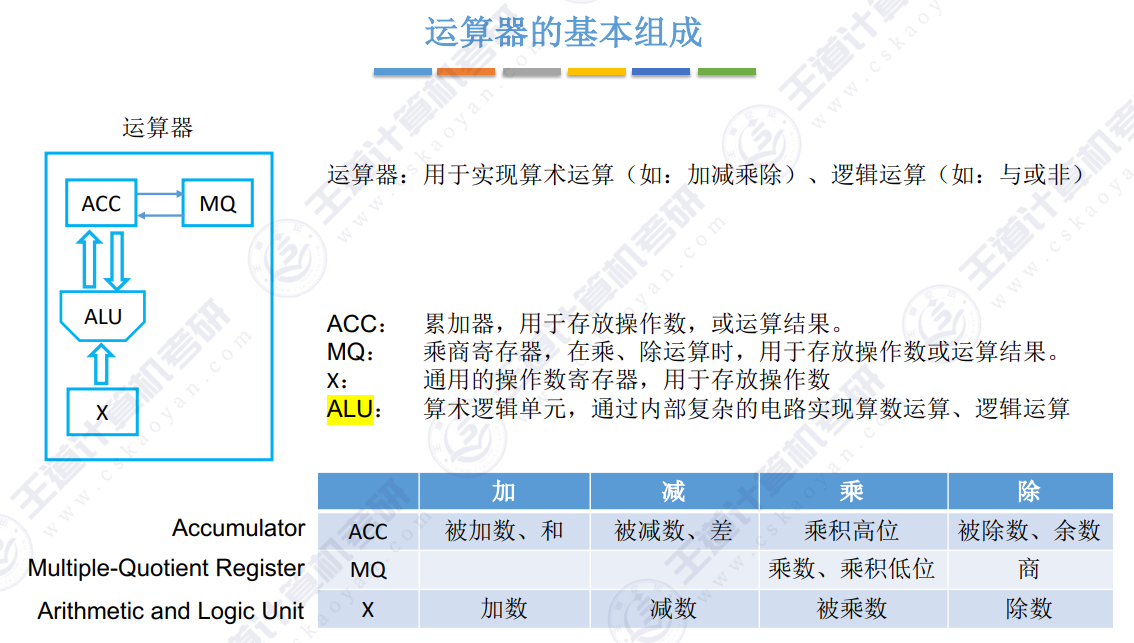 运算器的基本组成
运算器
ACC
MQ
ALU
X
运算器：用于实现算术运算（如：加减乘除）、逻辑运算（如：与或非）
ACC： 累加器，用于存放操作数，或运算结果。
MQ： 乘商寄存器，在乘、除运算时，用于存放操作数或运算结果。
X： 通用的操作数寄存器，用于存放操作数
ALU： 算术逻辑单元，通过内部复杂的电路实现算数运算、逻辑运算
加 减 乘 除
Accumulator ACC 被加数、和 被减数、差 乘积高位 被除数、余数
Multiple-Quotient Register MQ 乘数、乘积低位 商
Arithmetic and Logic Unit X 加数 减数 被乘数 除数
王道计算机考研
www.cskaoyan.com